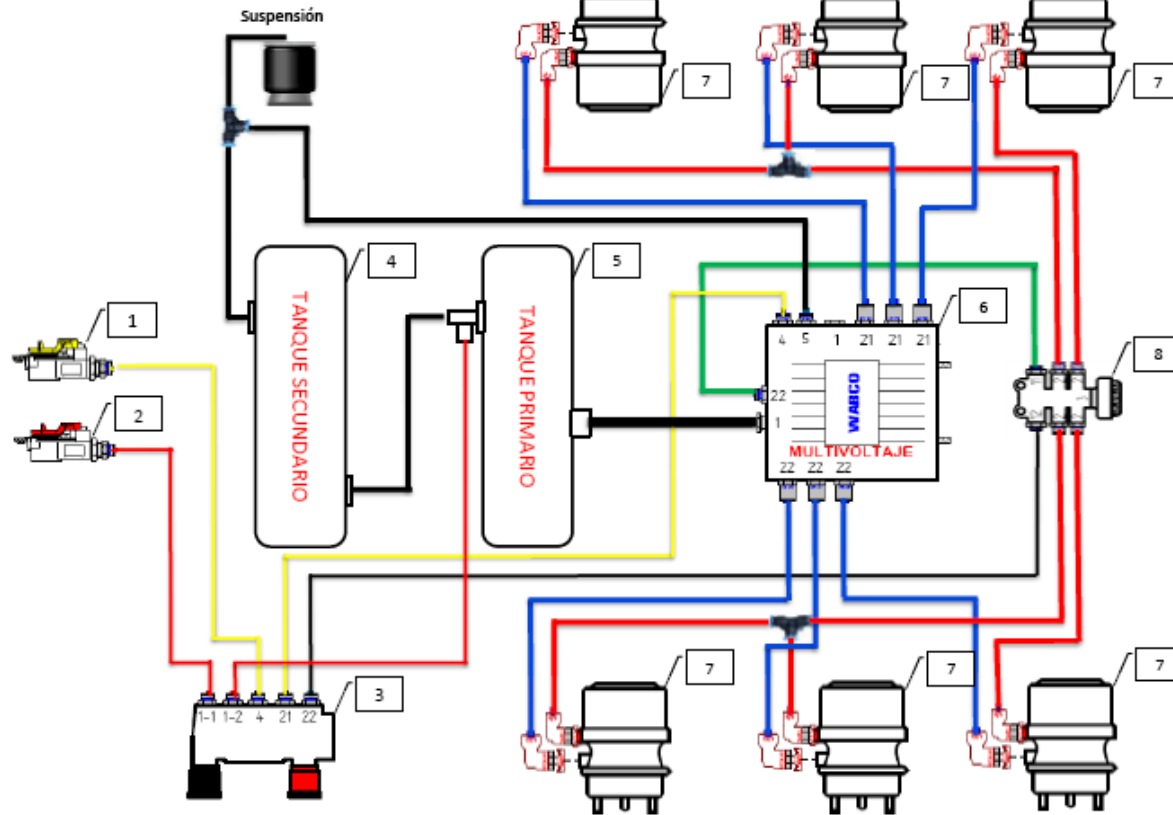 Suspensión
7
7
7
4
5
1
2
TANQUE SECUNDARIO
TANQUE PRIMARIO
6
8
4 5 1 21 21 21
22
1
WABCO
MULTIVOLTAJE
22 22 22
3
1-1 1-2 4 21 22
7
7
7